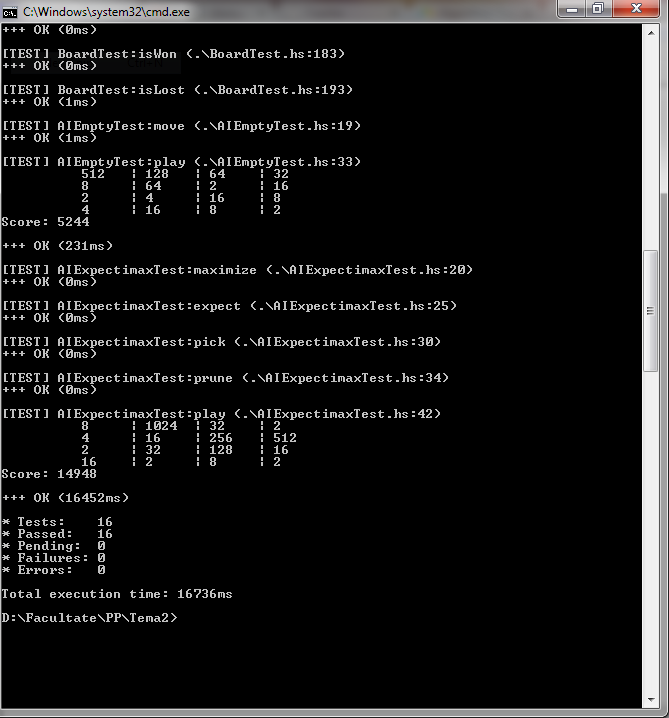 C:\Windows\system32\cmd.exe
+++ OK (0ms)
[TEST] BoardTest:isWon (.\BoardTest.hs:183)
+++ OK (0ms)
[TEST] BoardTest:isLost (.\BoardTest.hs:193)
+++ OK (1ms)
[TEST] AIEmptyTest:move (.\AIEmptyTest.hs:19)
+++ OK (1ms)
[TEST] AIEmptyTest:play (.\AIEmptyTest.hs:33)
512 ¦ 128 ¦ 64 ¦ 32
8 ¦ 64 ¦ 2 ¦ 16
2 ¦ 4 ¦ 16 ¦ 8
4 ¦ 16 ¦ 8 ¦ 2
Score: 5244
+++ OK (231ms)
[TEST] AIExpectimaxTest:maximize (.\AIExpectimaxTest.hs:20)
+++ OK (0ms)
[TEST] AIExpectimaxTest:expect (.\AIExpectimaxTest.hs:25)
+++ OK (0ms)
[TEST] AIExpectimaxTest:pick (.\AIExpectimaxTest.hs:30)
+++ OK (0ms)
[TEST] AIExpectimaxTest:prune (.\AIExpectimaxTest.hs:34)
+++ OK (0ms)
[TEST] AIExpectimaxTest:play (.\AIExpectimaxTest.hs:42)
8 ¦ 1024 ¦ 32 ¦ 2
4 ¦ 16 ¦ 256 ¦ 512
2 ¦ 32 ¦ 128 ¦ 16
16 ¦ 2 ¦ 8 ¦ 2
Score: 14948
+++ OK (16452ms)
* Tests: 16
* Passed: 16
* Pending: 0
* Failures: 0
* Errors: 0
Total execution time: 16736ms
D:\Facultate\PP\Tema2>